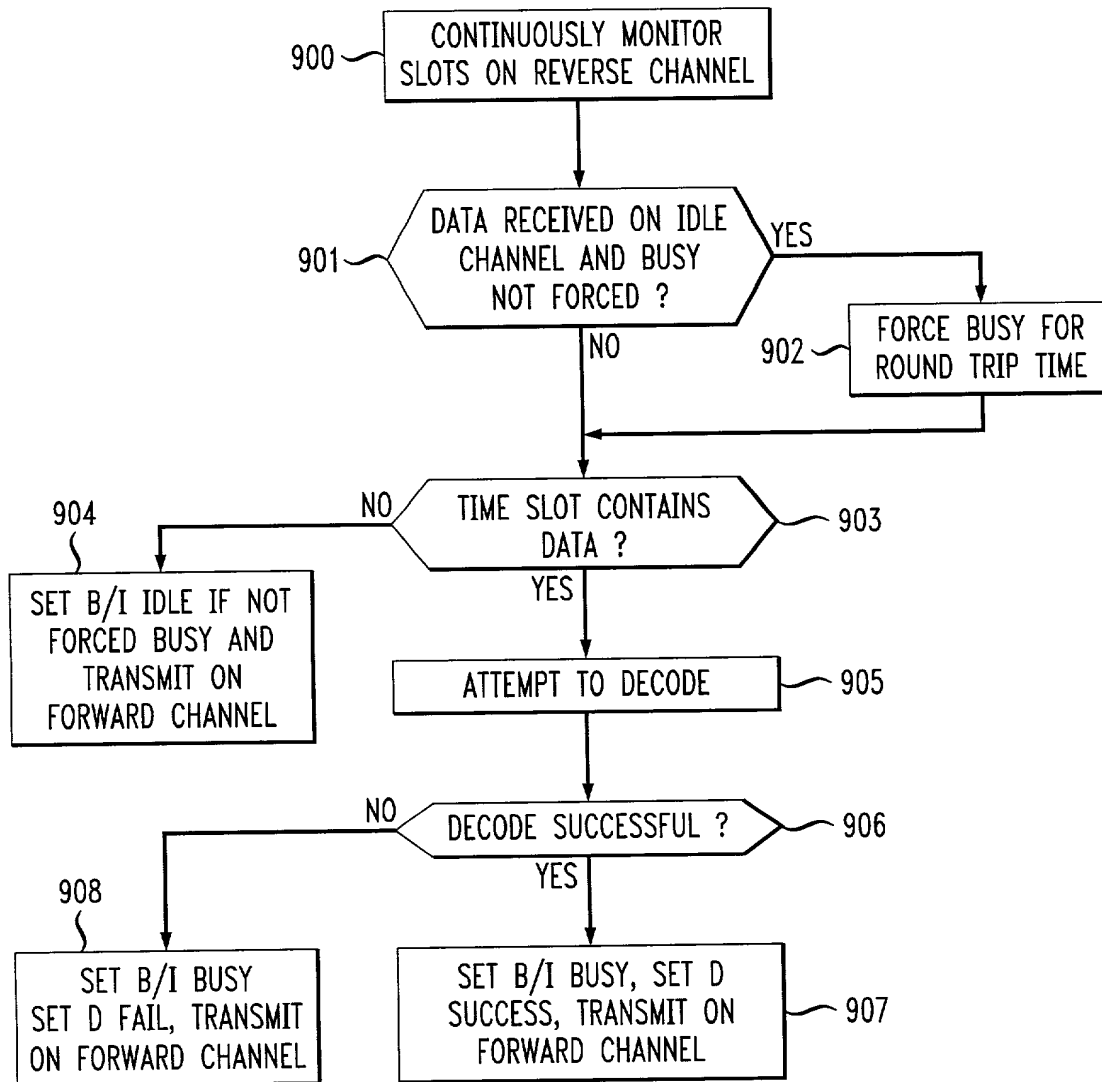 900
CONTINUOUSLY MONITOR
SLOTS ON REVERSE CHANNEL
901
DATA RECEIVED ON IDLE
CHANNEL AND BUSY
NOT FORCED ?
YES
NO
902
FORCE BUSY FOR
ROUND TRIP TIME
NO
TIME SLOT CONTAINS
DATA ?
903
YES
904
SET B/I IDLE IF NOT
FORCED BUSY AND
TRANSMIT ON
FORWARD CHANNEL
ATTEMPT TO DECODE
905
NO
DECODE SUCCESSFUL ?
906
YES
908
SET B/I BUSY
SET D FAIL, TRANSMIT
ON FORWARD CHANNEL
SET B/I BUSY, SET D
SUCCESS, TRANSMIT ON
FORWARD CHANNEL
907